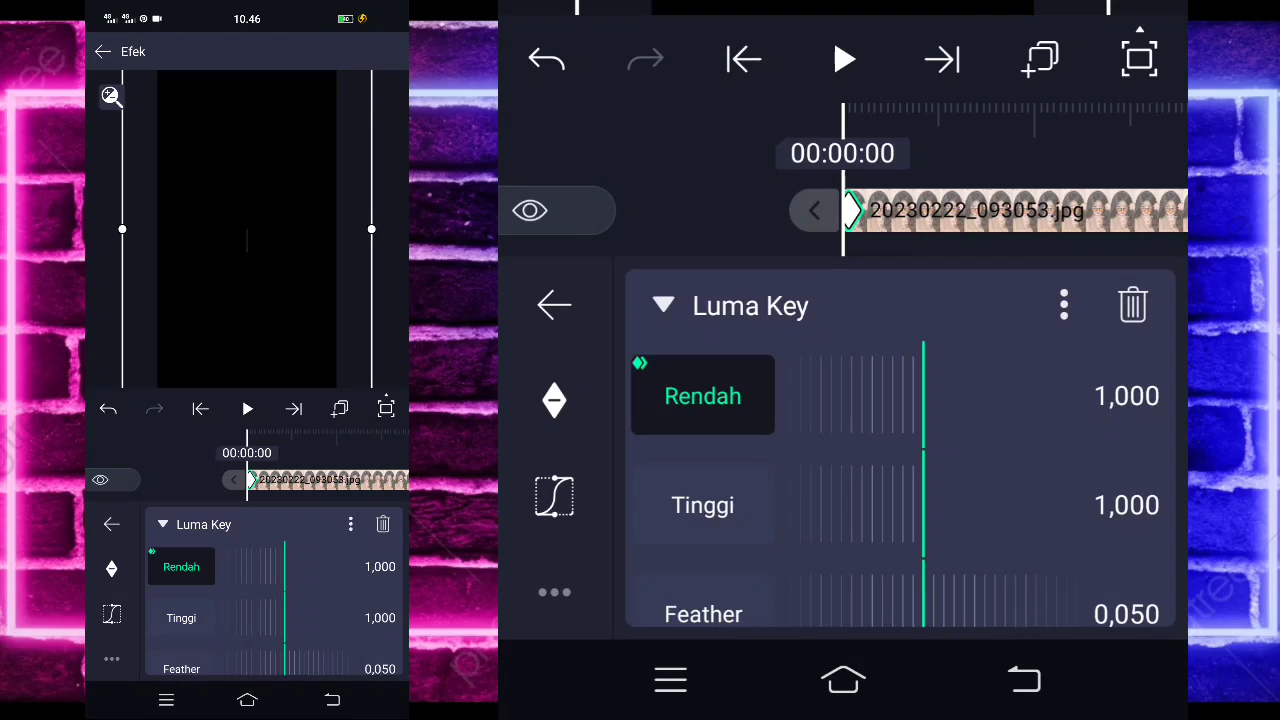 10.46
Efek
00:00:00
20230222_093053.jpg
Luma Key
Rendah
1,000
Tinggi
1,000
Feather
0,050
00:00:00
20230222_093053.jpg
Luma Key
Rendah
1,000
Tinggi
1,000
Feather
0,050